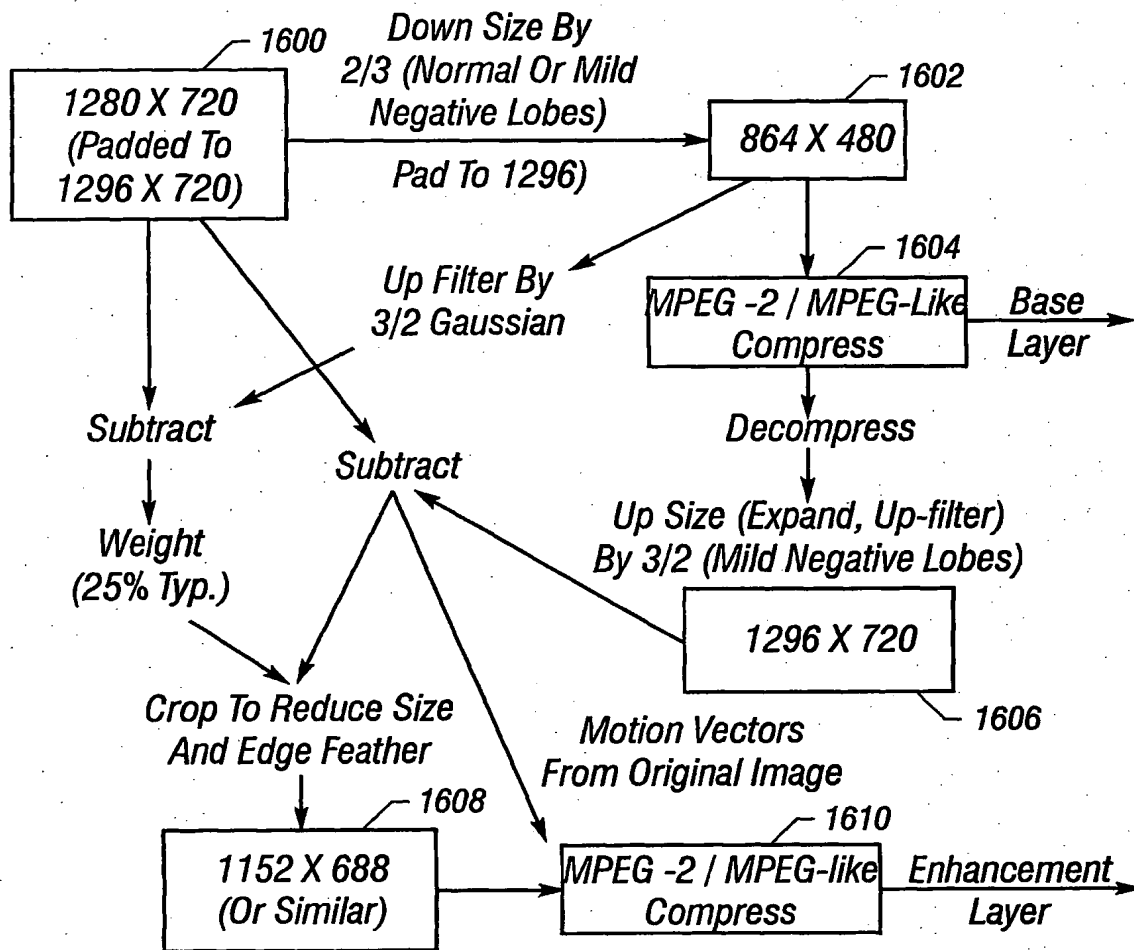 1600
1280 X 720
(Padded To
1296 X 720)
Down Size By
2/3 (Normal Or Mild
Negative Lobes)
Pad To 1296)
1602
864 X 480
Up Filter By
3/2 Gaussian
1604
MPEG -2 / MPEG-Like
Compress
Base
Layer
Subtract
Subtract
Decompress
Weight
(25% Typ.)
Up Size (Expand, Up-filter)
By 3/2 (Mild Negative Lobes)
1296 X 720
1606
Crop To Reduce Size
And Edge Feather
Motion Vectors
From Original Image
1608
1152 X 688
(Or Similar)
1610
MPEG -2 / MPEG-like
Compress
Enhancement
Layer